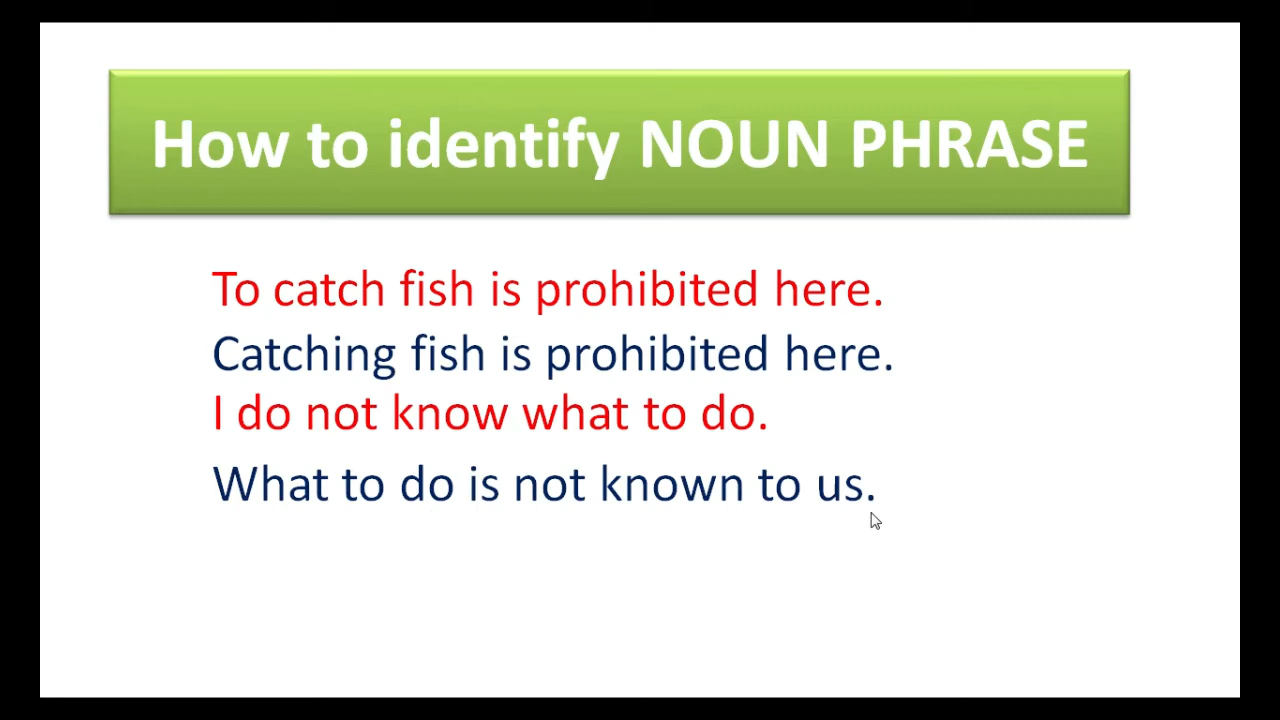 How to identify NOUN PHRASE
To catch fish is prohibited here.
Catching fish is prohibited here.
I do not know what to do.
What to do is not known to us.